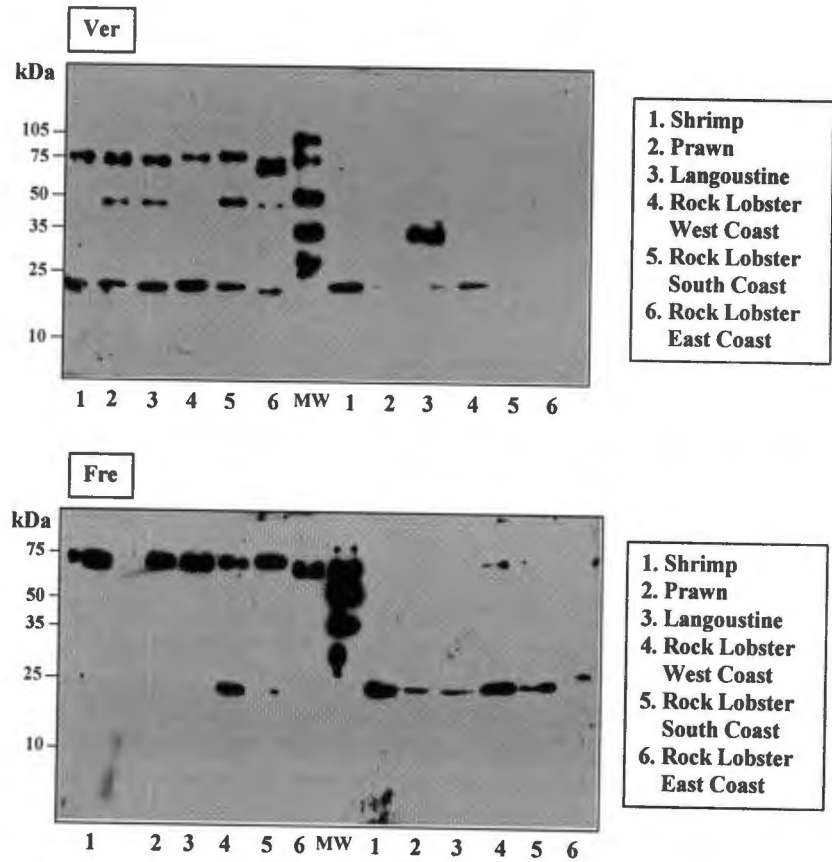 Ver
kDa
105
75
50
35
25
10
1 2 3 4 5 6 MW 1 2 3 4 5 6
1. Shrimp
2. Prawn
3. Langoustine
4. Rock Lobster
West Coast
5. Rock Lobster
South Coast
6. Rock Lobster
East Coast
Fre
kDa
75
50
35
25
10
1 2 3 4 5 6 MW 1 2 3 4 5 6
1. Shrimp
2. Prawn
3. Langoustine
4. Rock Lobster
West Coast
5. Rock Lobster
South Coast
6. Rock Lobster
East Coast